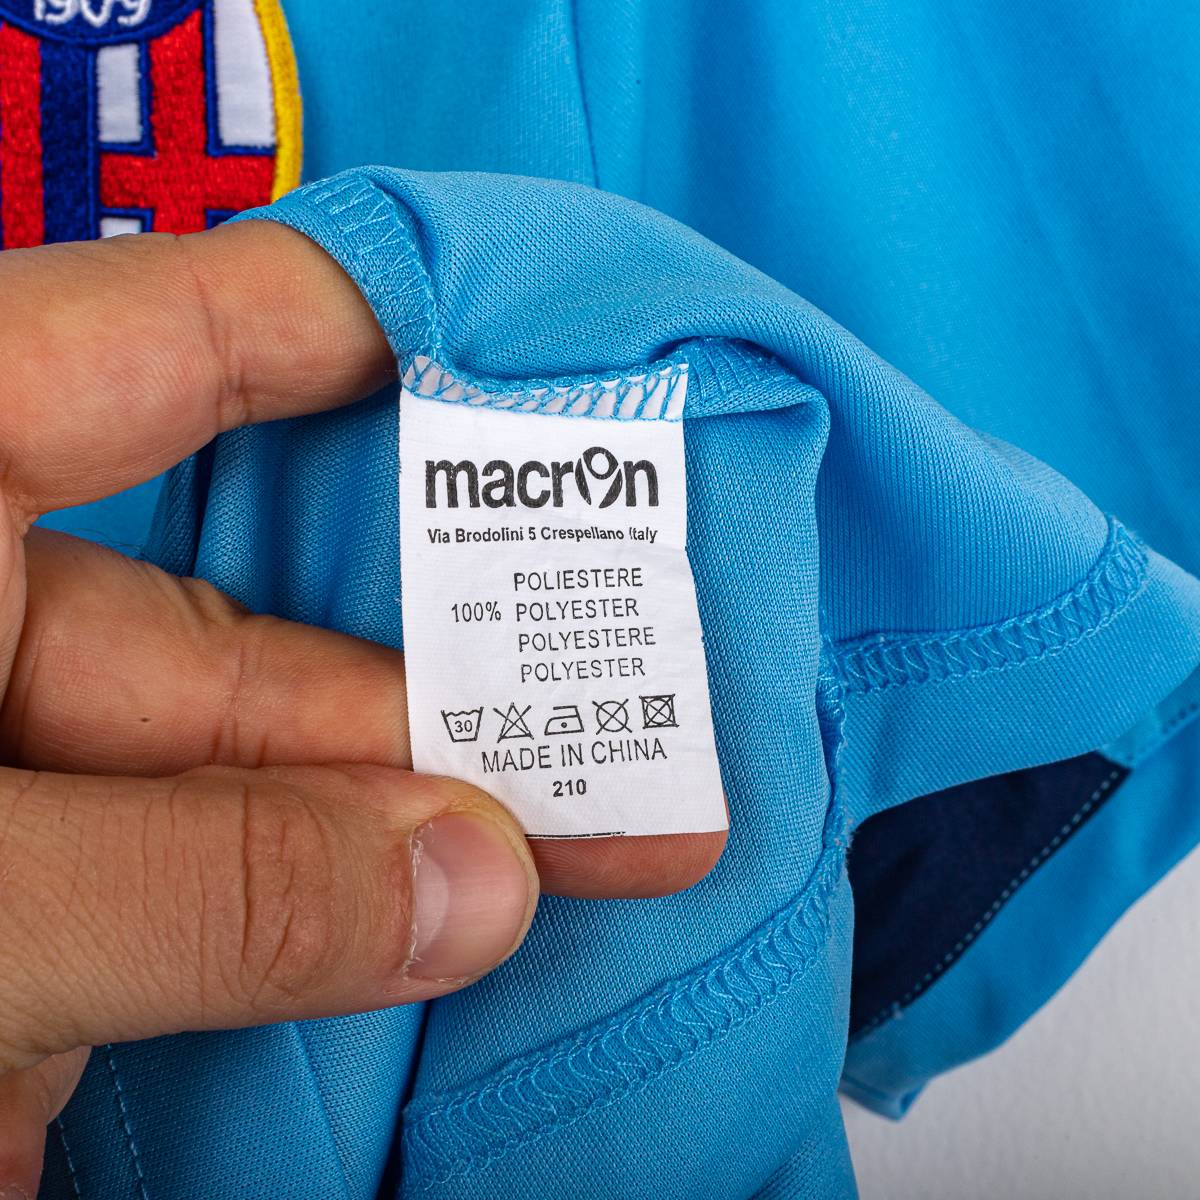 1909
macron
Via Brodolini 5 Crespellano Italy
POLIESTERE
100% POLYESTER
POLYESTERE
POLYESTER
30
MADE IN CHINA
210